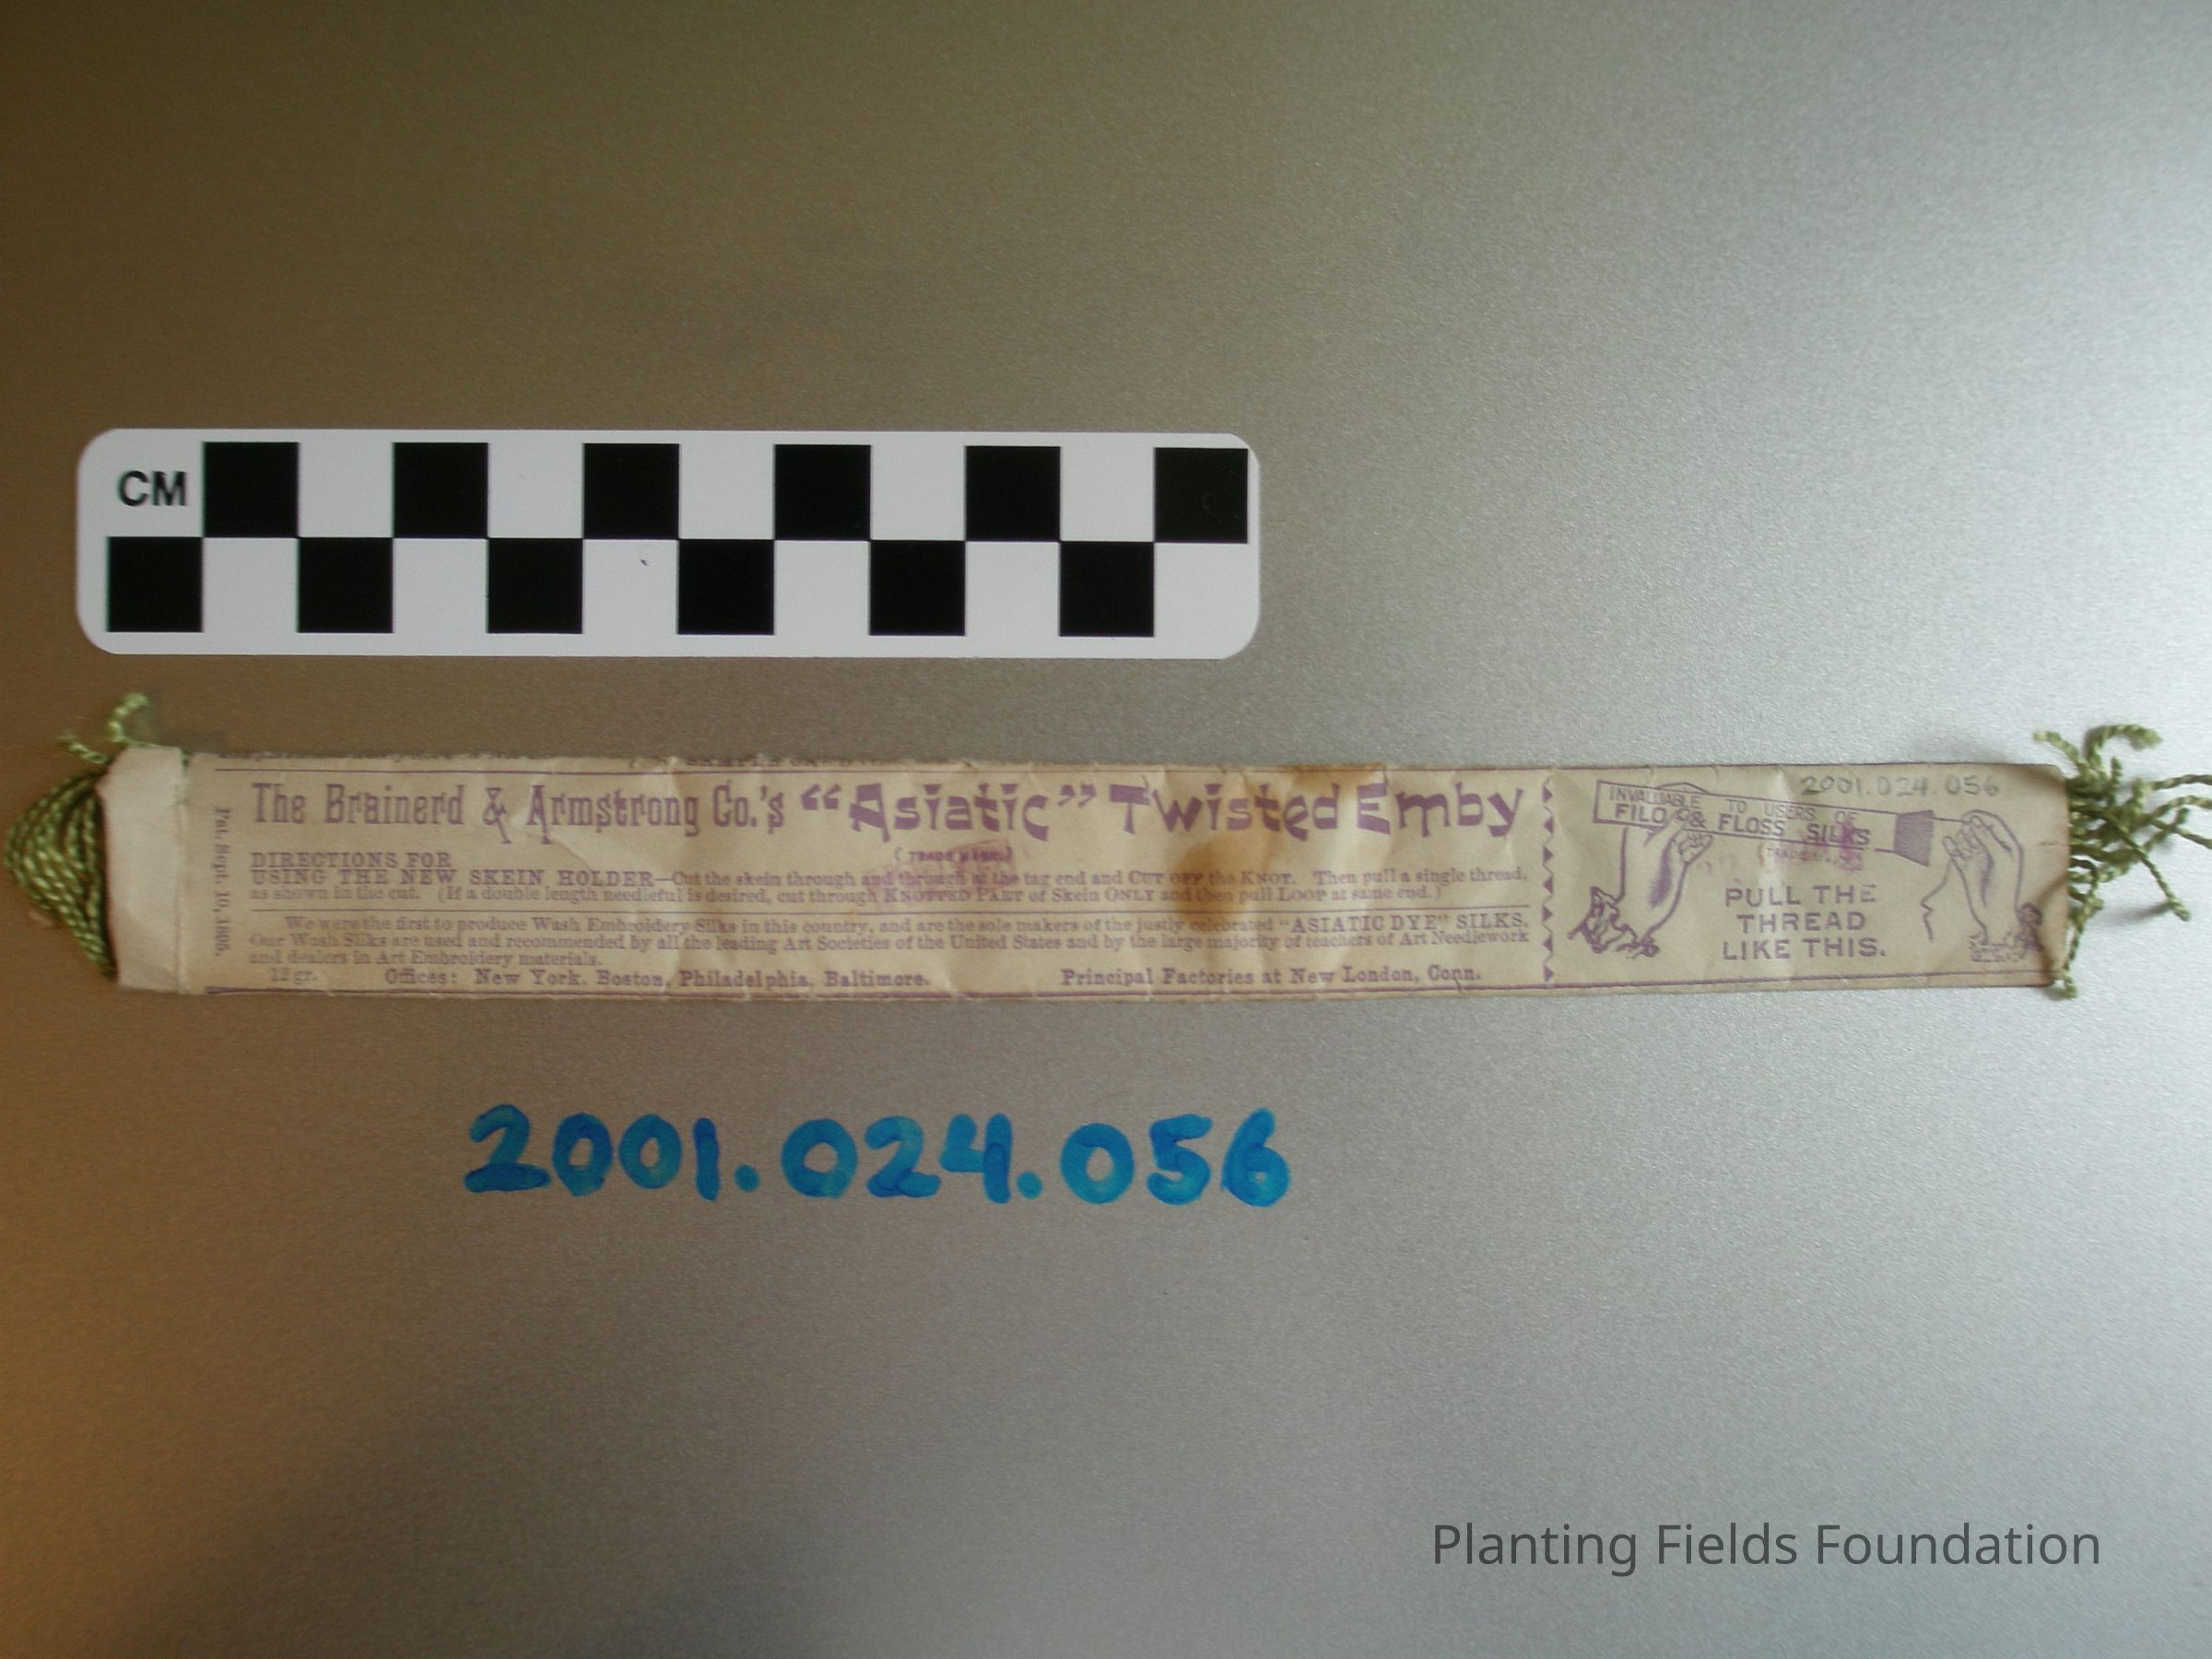 CM
The Brainerd & Armstrong Co.'s “Asiatic” Twisted Emby
(TRADE MARK)
DIRECTIONS FOR
USING THE NEW SKEIN HOLDER—Cut the skein through and through at the tag end and CUT OFF the KNOT. Then pull a single thread,
as shown in the cut. (If a double length needleful is desired, cut through KNOTTED PART of Skein ONLY and then pull LOOP at same end.)
We were the first to produce Wash Embroidery Silks in this country, and are the sole makers of the justly celebrated "ASIATIC DYE" SILKS.
Our Wash Silks are used and recommended by all the leading Art Societies of the United States and by the large majority of teachers of Art Needlework
and dealers in Art Embroidery materials.
12 gr. Offices: New York, Boston, Philadelphia, Baltimore. Principal Factories at New London, Conn.
Pat. Sept. 10, 1895.
2001.024.056
INVALUABLE TO USERS OF
FILO & FLOSS SILKS
PULL THE
THREAD
LIKE THIS.
2001.024.056
Planting Fields Foundation